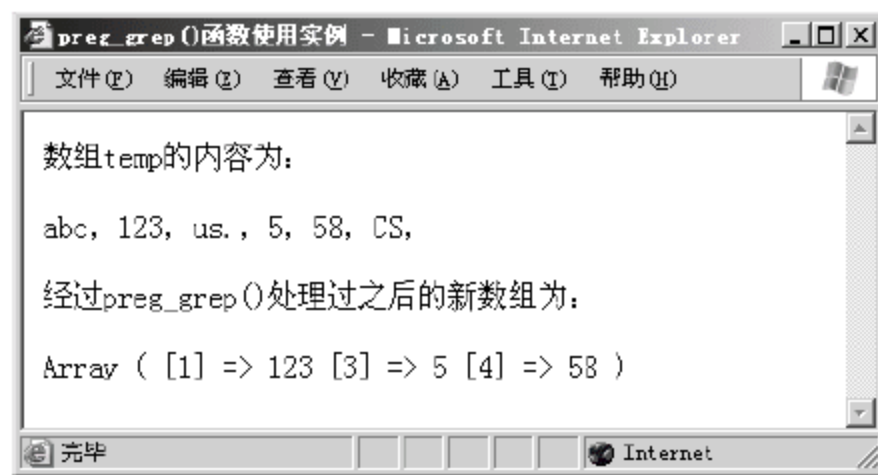 preg_grep()函数使用实例 - Microsoft Internet Explorer
文件(F) 编辑(E) 查看(V) 收藏(A) 工具(T) 帮助(H)
数组temp的内容为:
abc, 123, us., 5, 58, CS,
经过preg_grep()处理过之后的新数组为:
Array ( [1] => 123 [3] => 5 [4] => 58 )
完毕 Internet